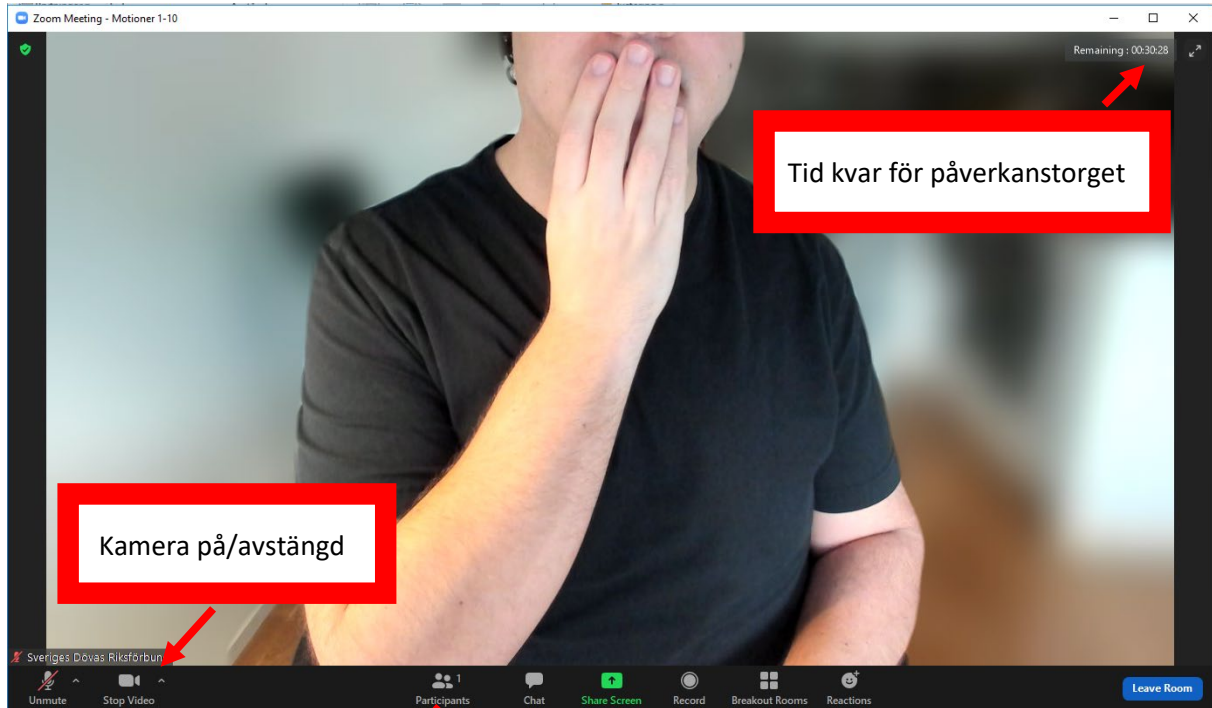 Zoom Meeting - Motioner 1-10
Remaining : 00:30:28
Tid kvar för påverkanstorget
Kamera på/avstängd
Sveriges Dövas Riksförbun
Unmute
Stop Video
1
Participants
Chat
Share Screen
Record
Breakout Rooms
Reactions
Leave Room